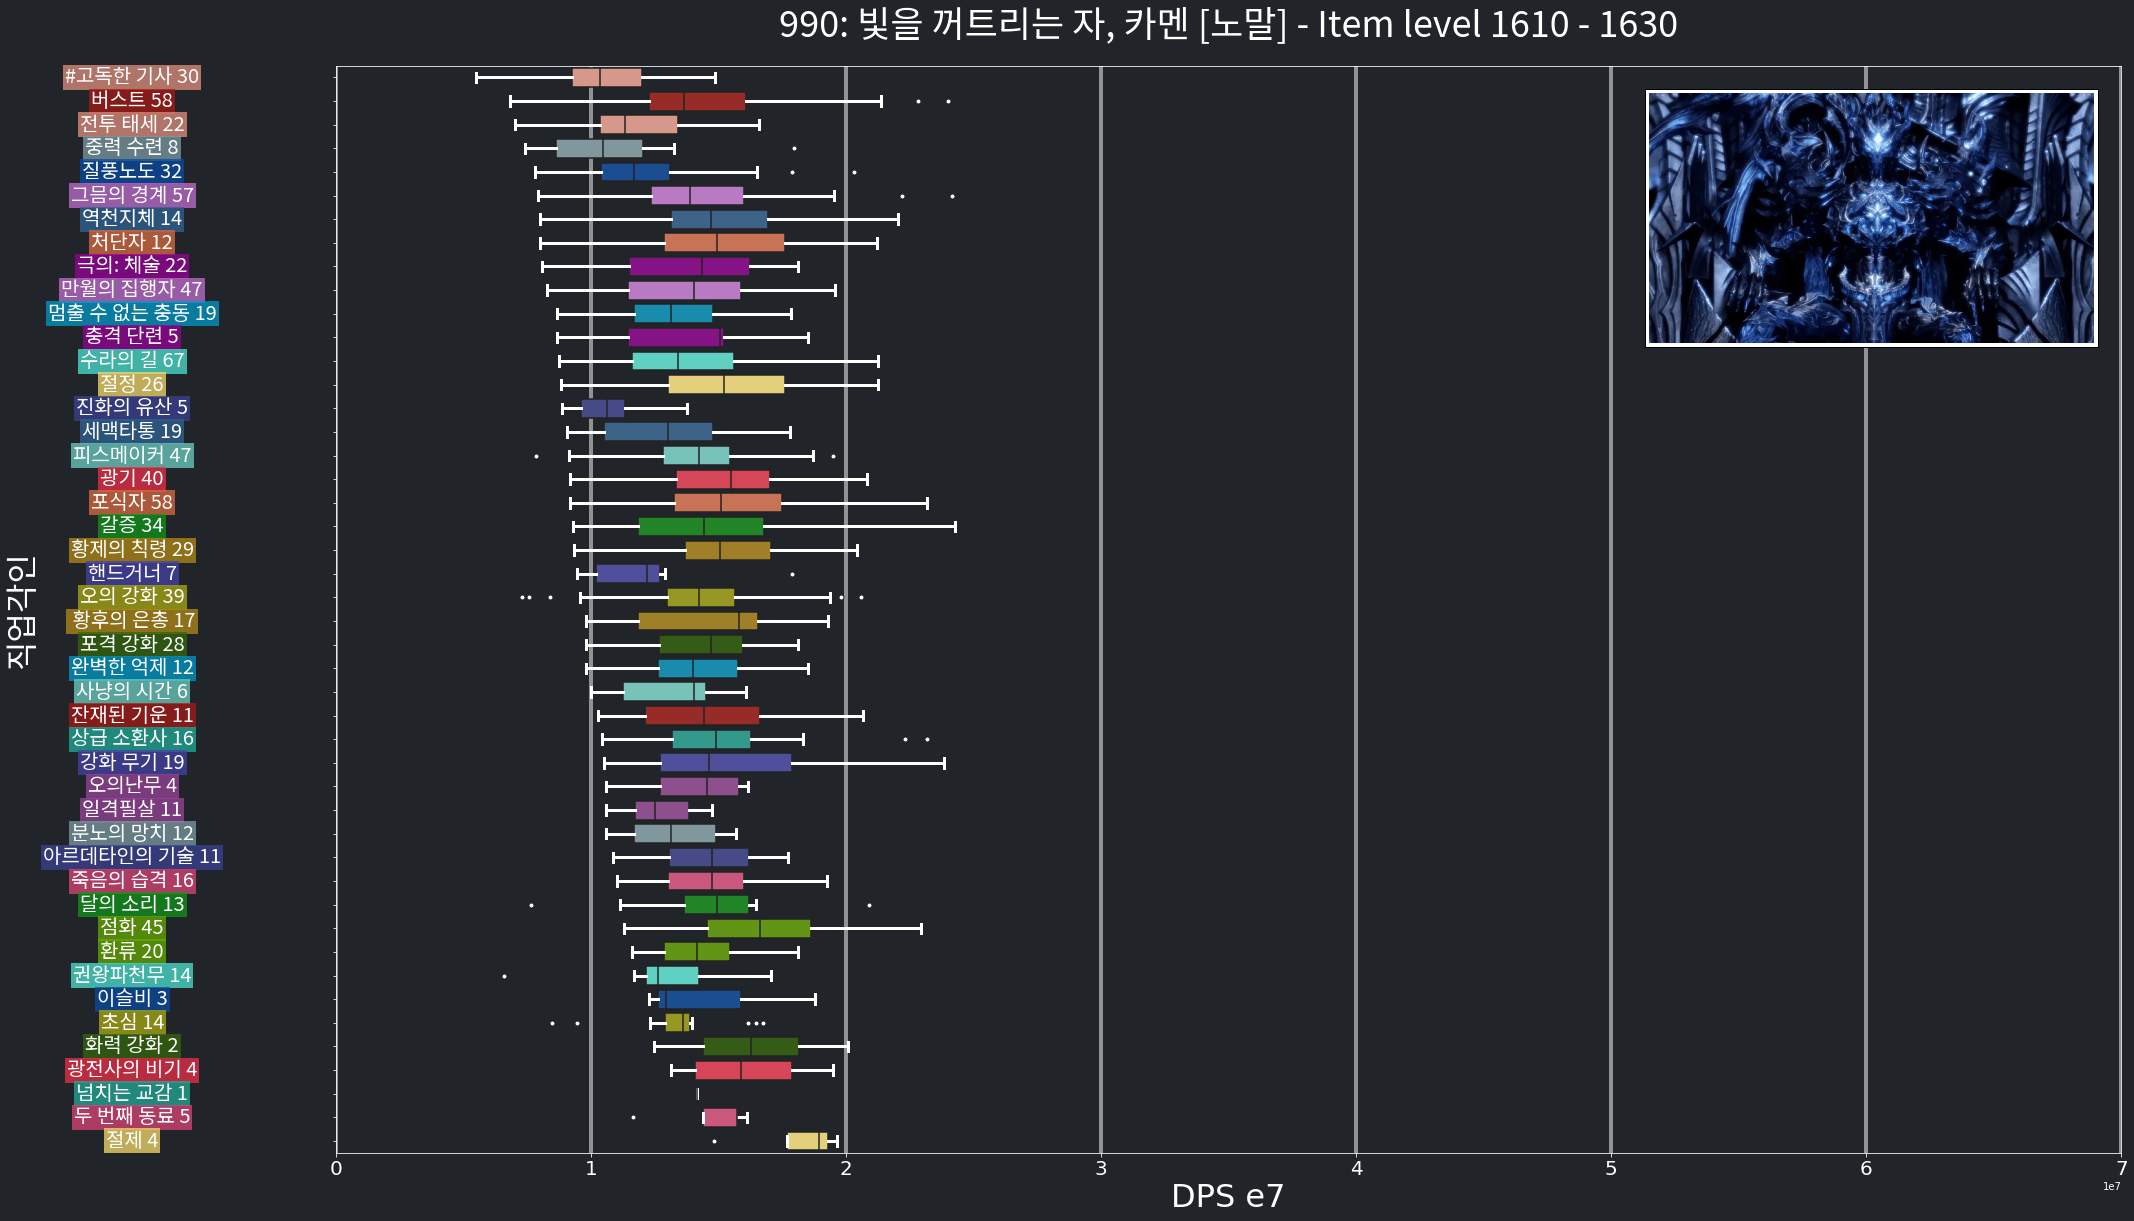 990: 빛을 꺼트리는 자, 카멘 [노말] - Item level 1610 - 1630
직업각인
#고독한 기사 30
버스트 58
전투 태세 22
중력 수련 8
질풍노도 32
그믐의 경계 57
역천지체 14
처단자 12
극의: 체술 22
만월의 집행자 47
멈출 수 없는 충동 19
충격 단련 5
수라의 길 67
절정 26
진화의 유산 5
세맥타통 19
피스메이커 47
광기 40
포식자 58
갈증 34
황제의 칙령 29
핸드거너 7
오의 강화 39
황후의 은총 17
포격 강화 28
완벽한 억제 12
사냥의 시간 6
잔재된 기운 11
상급 소환사 16
강화 무기 19
오의난무 4
일격필살 11
분노의 망치 12
아르데타인의 기술 11
죽음의 습격 16
달의 소리 13
점화 45
환류 20
권왕파천무 14
이슬비 3
초심 14
화력 강화 2
광전사의 비기 4
넘치는 교감 1
두 번째 동료 5
절제 4
0 1 2 3 4 5 6 7
1e7
DPS e7